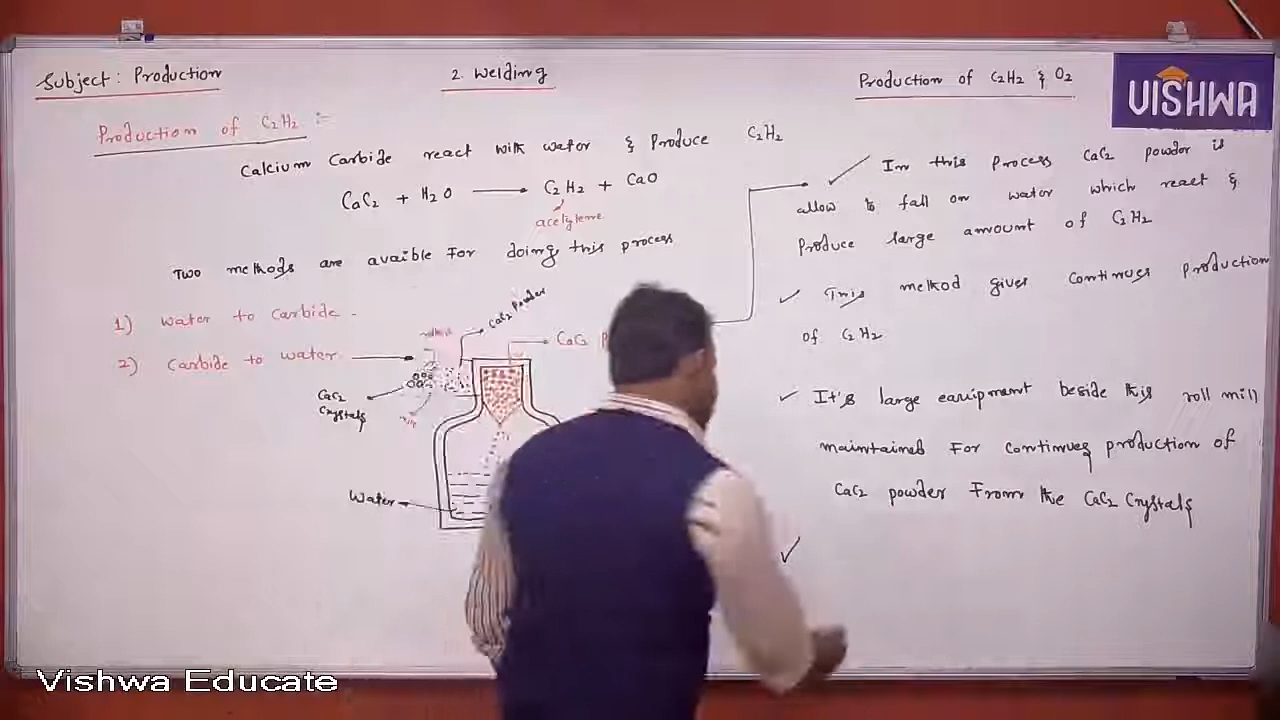 Subject: Production
2. Welding
Production of C2H2 & O2
VISHWA
Production of C2H2 :-
Calcium Carbide react with water & Produce C2H2
CaC2 + H2O → C2H2 + CaO
acetylene
Two methods are avaible For doing this process
1) Water to Carbide -
2) Carbide to water
CaC2 Powder
CaC2 P
CaC2
Crystals
Water
✓ In this process CaC2 powder is
allow to fall on water which react &
Produce large amount of C2H2
✓ This method gives continues production
of C2H2
✓ It's large equipment beside this roll mill
maintained For continues production of
CaC2 powder From the CaC2 Crystals
✓
Vishwa Educate